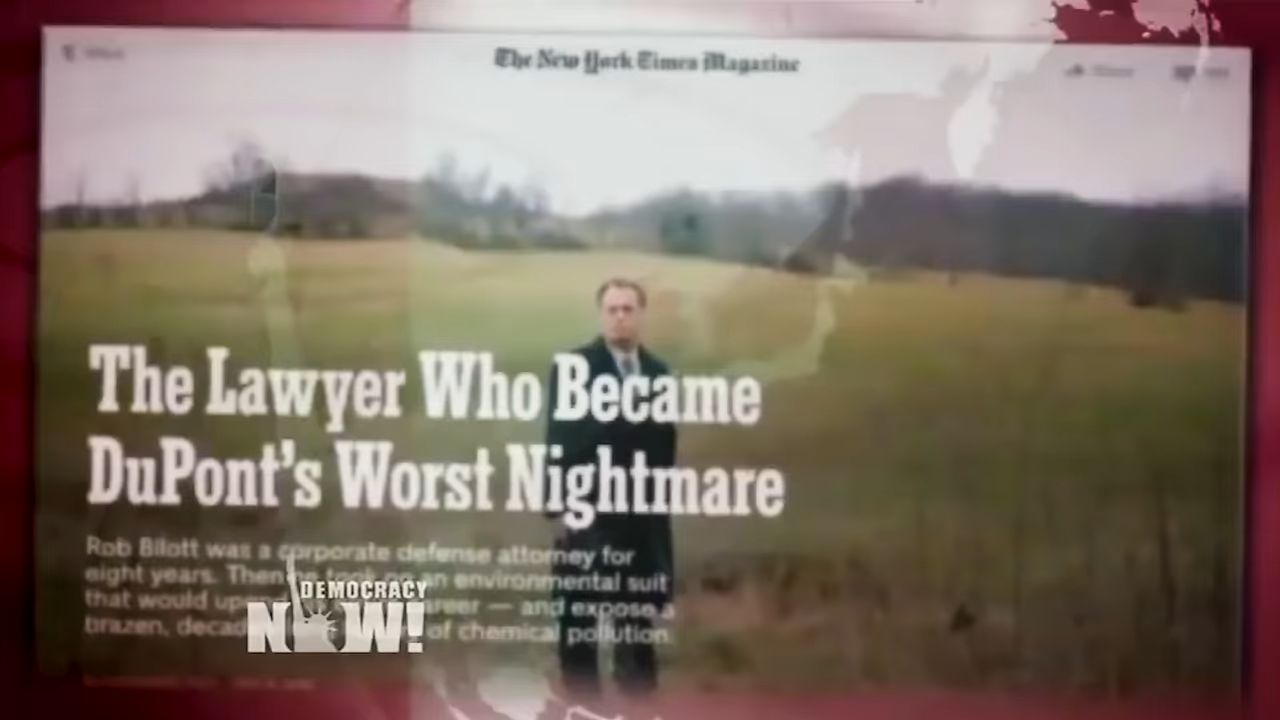 The New York Times Magazine
The Lawyer Who Became
DuPont's Worst Nightmare
Rob Bilott was a corporate defense attorney for
eight years. Then he took on an environmental suit
that would career — and expose a
brazen, of chemical pollution.
DEMOCRACY
NOW!